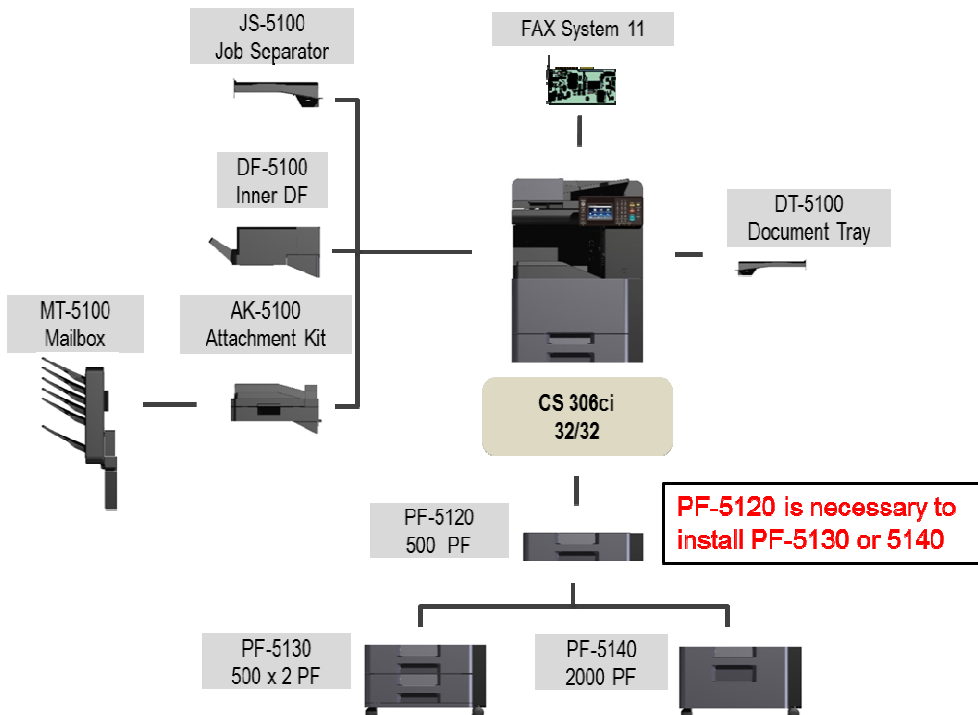 JS-5100
Job Scparator
FAX System 11
DF-5100
Inner DF
DT-5100
Document Tray
MT-5100
Mailbox
AK-5100
Attachment Kit
CS 306ci
32/32
PF-5120
500 PF
PF-5120 is necessary to
install PF-5130 or 5140
PF-5130
500 x 2 PF
PF-5140
2000 PF